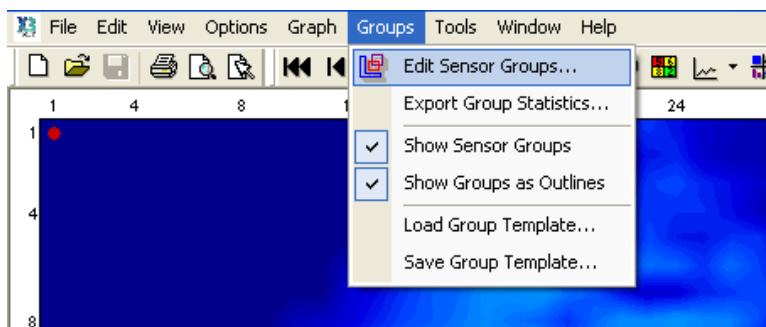 File Edit View Options Graph Groups Tools Window Help
Edit Sensor Groups...
Export Group Statistics...
Show Sensor Groups
Show Groups as Outlines
Load Group Template...
Save Group Template...
1 4 8 1 24
1
4
8